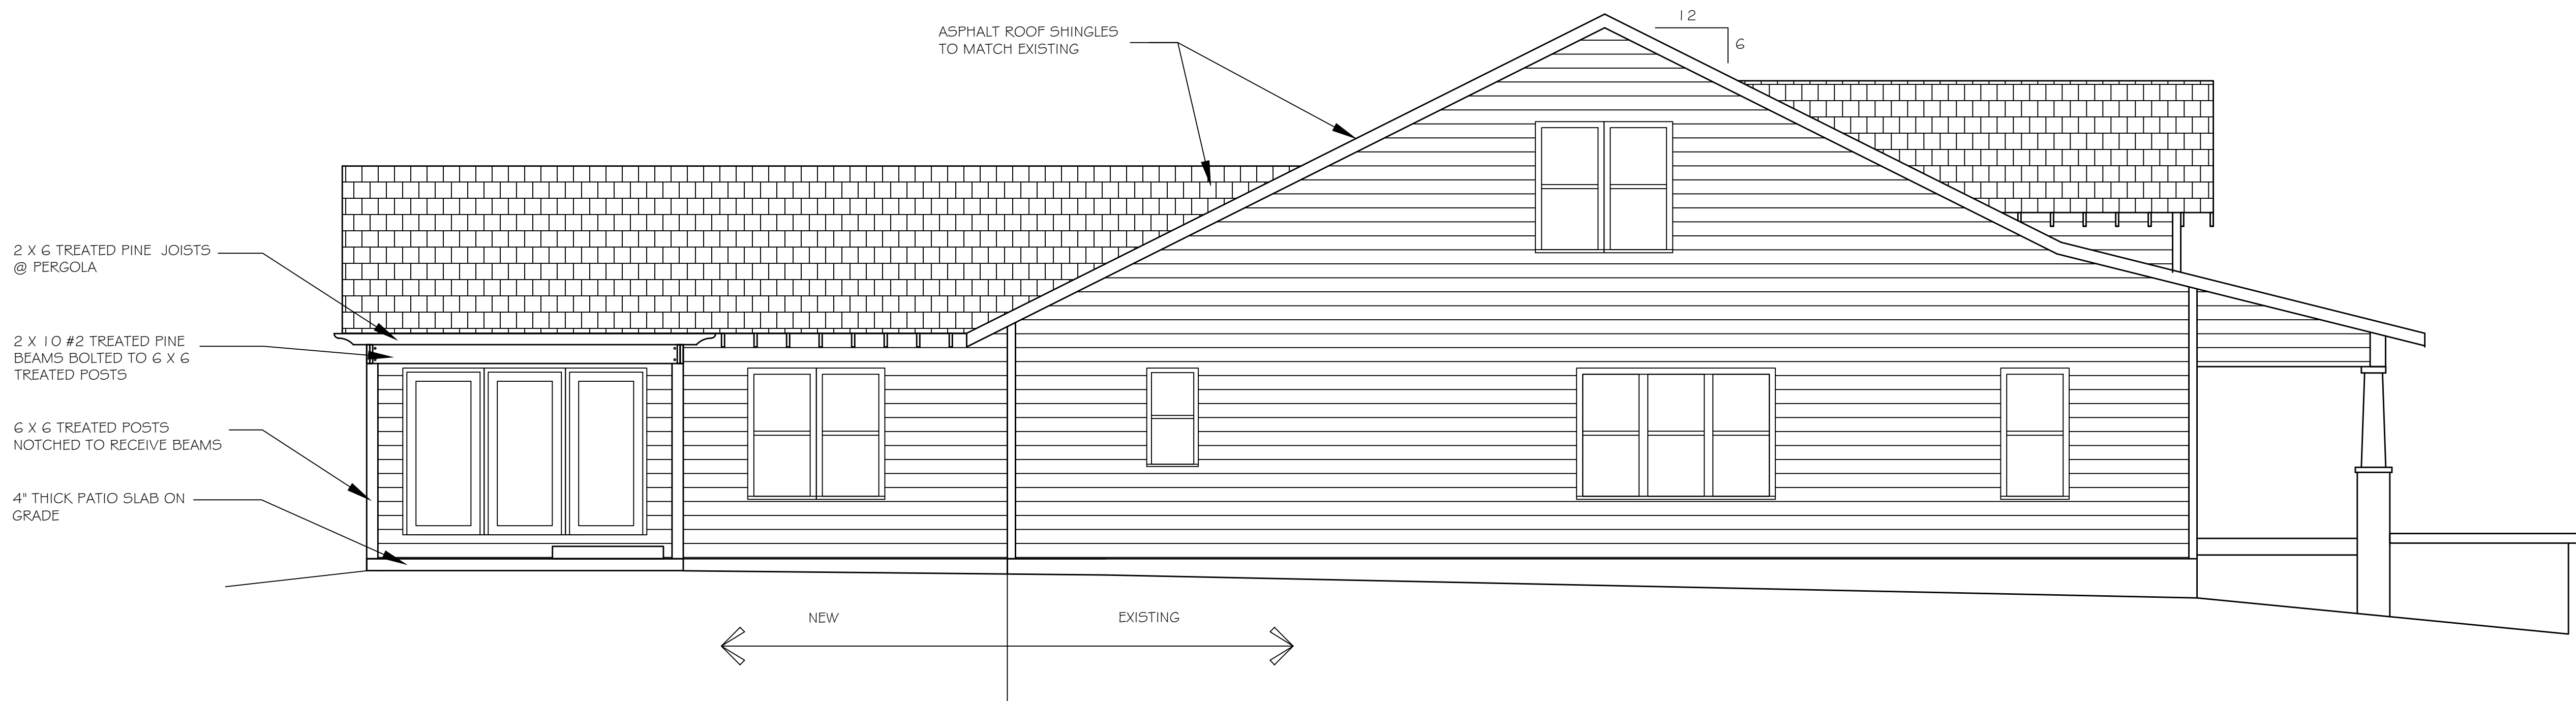 ASPHALT ROOF SHINGLES
TO MATCH EXISTING
12
6
2 X 6 TREATED PINE JOISTS
@ PERGOLA
2 X 10 #2 TREATED PINE
BEAMS BOLTED TO 6 X 6
TREATED POSTS
6 X 6 TREATED POSTS
NOTCHED TO RECEIVE BEAMS
4" THICK PATIO SLAB ON
GRADE
NEW
EXISTING